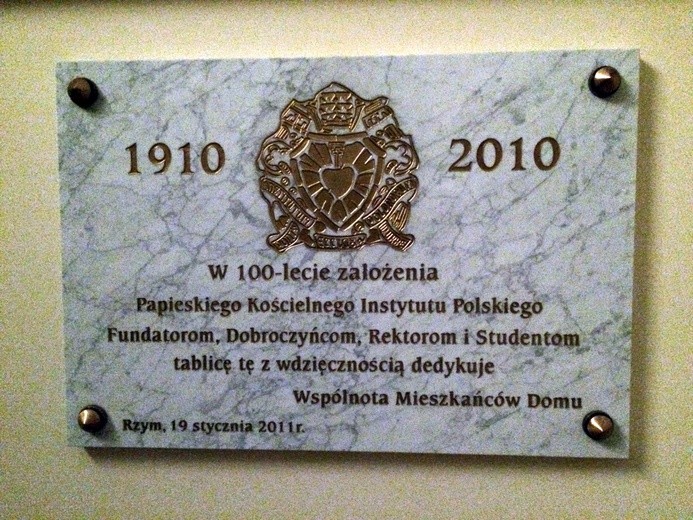 1910 2010
W 100-lecie założenia
Papieskiego Kościelnego Instytutu Polskiego
Fundatorom, Dobroczyńcom, Rektorom i Studentom
tablicę tę z wdzięcznością dedykuje
Wspólnota Mieszkańców Domu
Rzym, 19 stycznia 2011r.